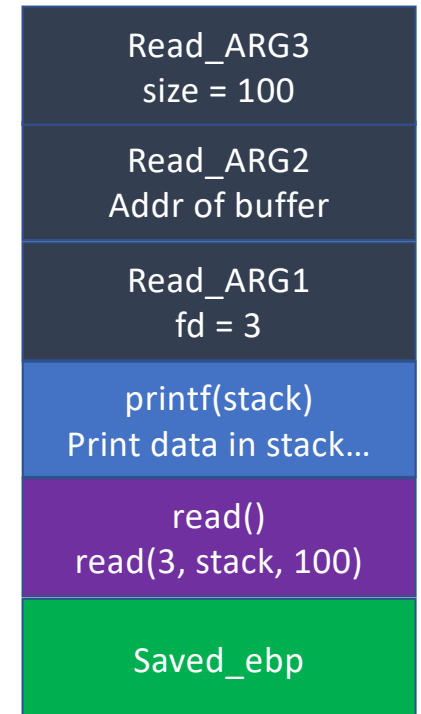 Read_ARG3
size = 100
Read_ARG2
Addr of buffer
Read_ARG1
fd = 3
printf(stack)
Print data in stack…
read()
read(3, stack, 100)
Saved_ebp